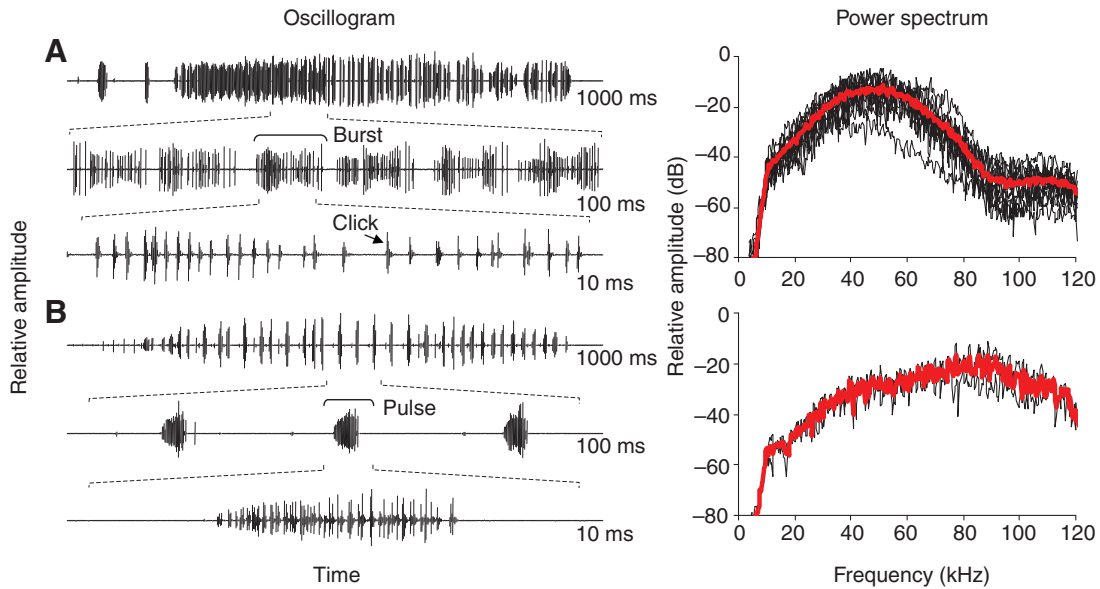 Oscillogram
Power spectrum
A
1000 ms
Burst
100 ms
Click
10 ms
B
1000 ms
Pulse
100 ms
10 ms
Relative amplitude
Time
0
–20
–40
–60
–80
0 20 40 60 80 100 120
0
–20
–40
–60
–80
0 20 40 60 80 100 120
Relative amplitude (dB)
Frequency (kHz)